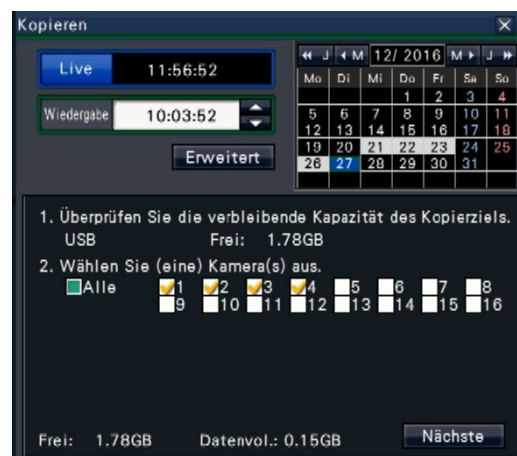 Kopieren
Live 11:56:52
Wiedergabe 10:03:52
Erweitert
J M 12/ 2016 M J
Mo Di Mi Do Fr Sa So
1 2 3 4
5 6 7 8 9 10 11
12 13 14 15 16 17 18
19 20 21 22 23 24 25
26 27 28 29 30 31
1. Überprüfen Sie die verbleibende Kapazität des Kopierziels.
USB Frei: 1.78GB
2. Wählen Sie (eine) Kamera(s) aus.
Alle 1 2 3 4 5 6 7 8
9 10 11 12 13 14 15 16
Frei: 1.78GB Datenvol.: 0.15GB Nächste